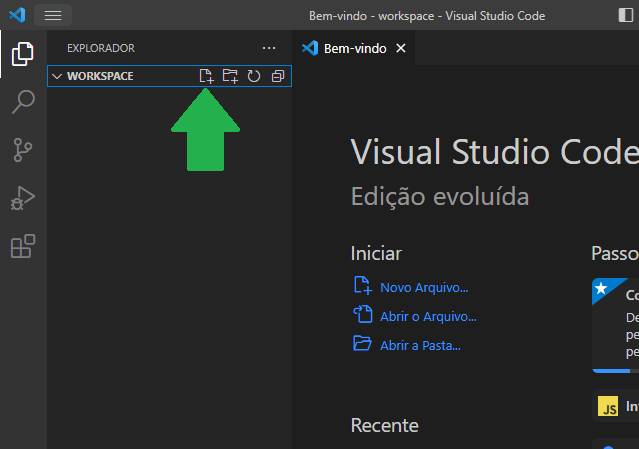 Bem-vindo - workspace - Visual Studio Code
EXPLORADOR
Bem-vindo
WORKSPACE
Visual Studio Code
Edição evoluída
Iniciar
Novo Arquivo...
Abrir o Arquivo...
Abrir a Pasta...
Recente
Passo
Co
De
pe
pe
JS
In